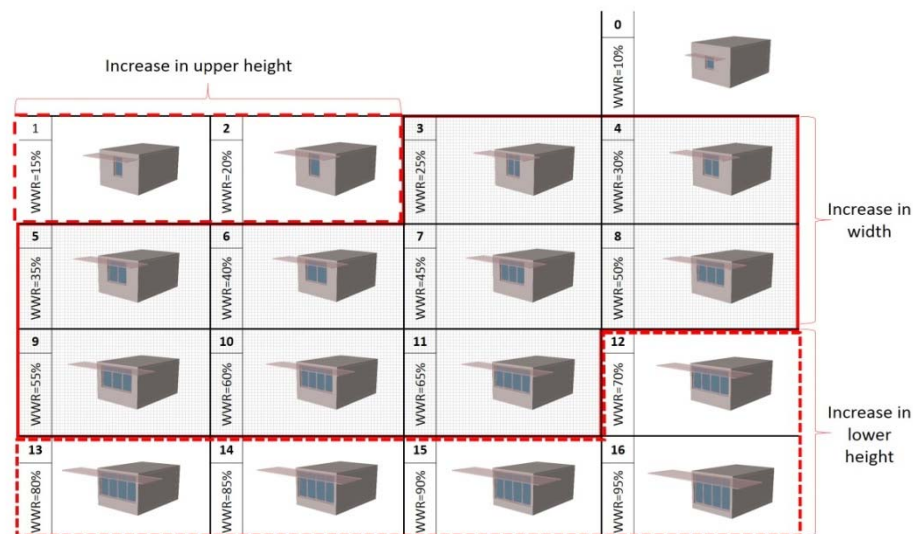 0
WWR=10%
Increase in upper height
1
WWR=15%
2
WWR=20%
3
WWR=25%
4
WWR=30%
Increase in
width
5
WWR=35%
6
WWR=40%
7
WWR=45%
8
WWR=50%
9
WWR=55%
10
WWR=60%
11
WWR=65%
12
WWR=70%
Increase in
lower
height
13
WWR=80%
14
WWR=85%
15
WWR=90%
16
WWR=95%